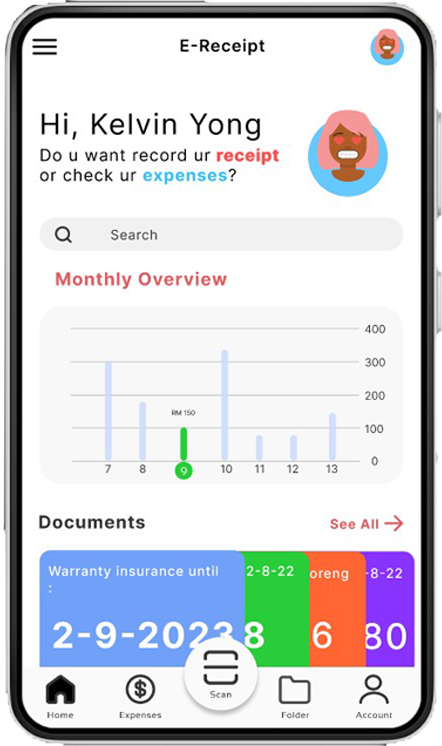 E-Receipt
Hi, Kelvin Yong
Do u want record ur receipt
or check ur expenses?
Search
Monthly Overview
400
300
200
100
0
RM 150
7 8 9 10 11 12 13
Documents
See All
Warranty insurance until
:
2-9-2023
2-8-22
8
oreng
6
-8-22
80
Scan
Home
Expenses
Folder
Account